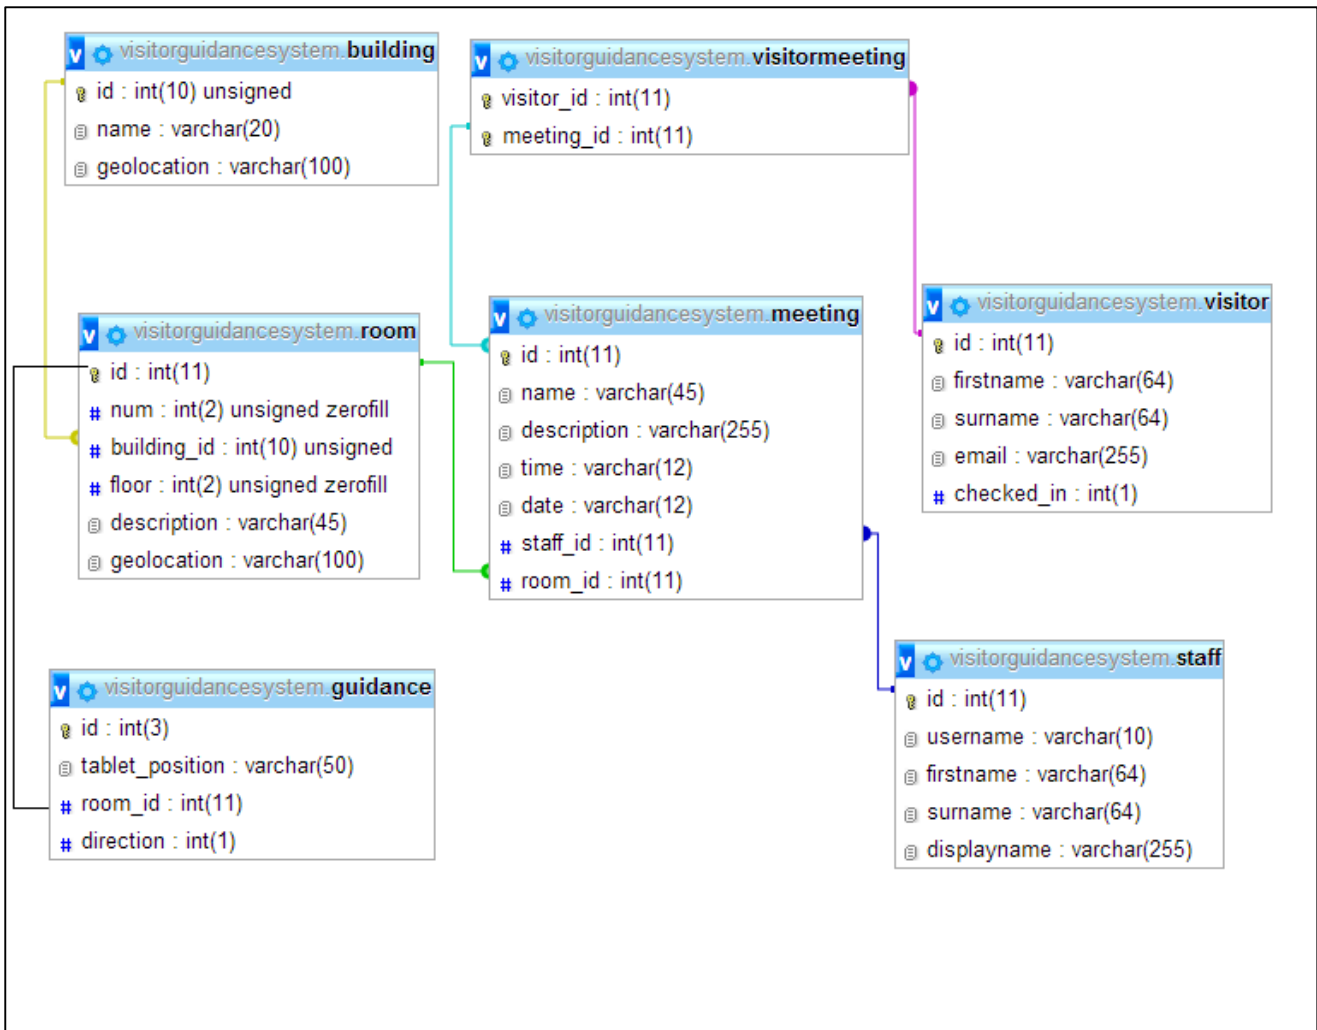 v visitorguidancesystem.building
id : int(10) unsigned
name : varchar(20)
geolocation : varchar(100)
v visitorguidancesystem.visitormeeting
visitor_id : int(11)
meeting_id : int(11)
v visitorguidancesystem.room
id : int(11)
# num : int(2) unsigned zerofill
# building_id : int(10) unsigned
# floor : int(2) unsigned zerofill
description : varchar(45)
geolocation : varchar(100)
v visitorguidancesystem.meeting
id : int(11)
name : varchar(45)
description : varchar(255)
time : varchar(12)
date : varchar(12)
# staff_id : int(11)
# room_id : int(11)
v visitorguidancesystem.visitor
id : int(11)
firstname : varchar(64)
surname : varchar(64)
email : varchar(255)
# checked_in : int(1)
v visitorguidancesystem.guidance
id : int(3)
tablet_position : varchar(50)
# room_id : int(11)
# direction : int(1)
v visitorguidancesystem.staff
id : int(11)
username : varchar(10)
firstname : varchar(64)
surname : varchar(64)
displayname : varchar(255)